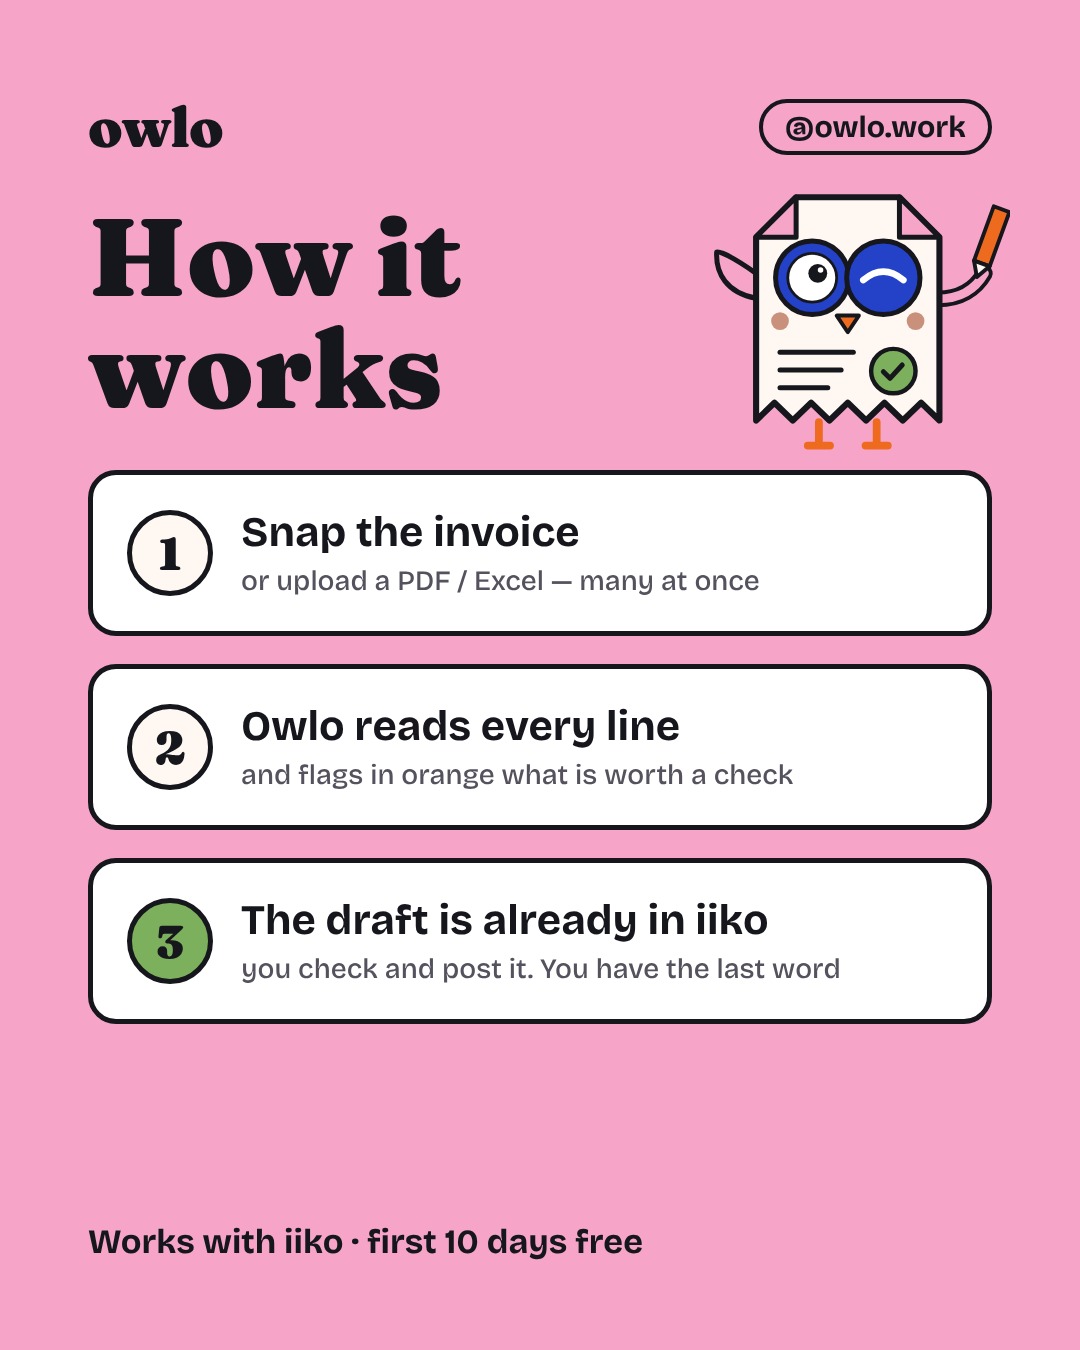 owlo
@owlo.work
How it
works
1
Snap the invoice
or upload a PDF / Excel — many at once
2
Owlo reads every line
and flags in orange what is worth a check
3
The draft is already in iiko
you check and post it. You have the last word
Works with iiko · first 10 days free